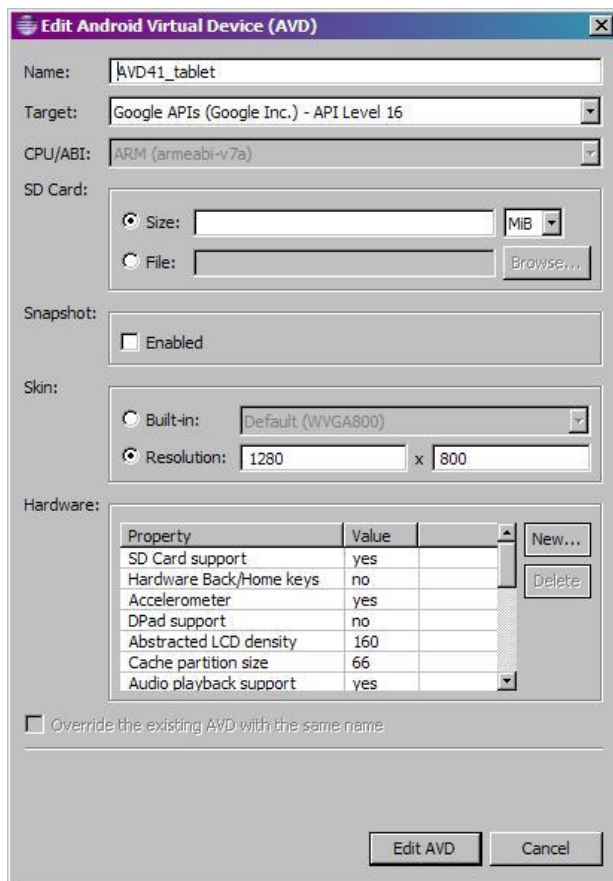 Edit Android Virtual Device (AVD)
Name: AVD41_tablet
Target: Google APIs (Google Inc.) - API Level 16
CPU/ABI: ARM (armeabi-v7a)
SD Card:
Size: MiB
File: Browse...
Snapshot:
Enabled
Skin:
Built-in: Default (WVGA800)
Resolution: 1280 x 800
Hardware:
Property Value New...
SD Card support yes
Hardware Back/Home keys no Delete
Accelerometer yes
DPad support no
Abstracted LCD density 160
Cache partition size 66
Audio playback support yes
Override the existing AVD with the same name
Edit AVD Cancel